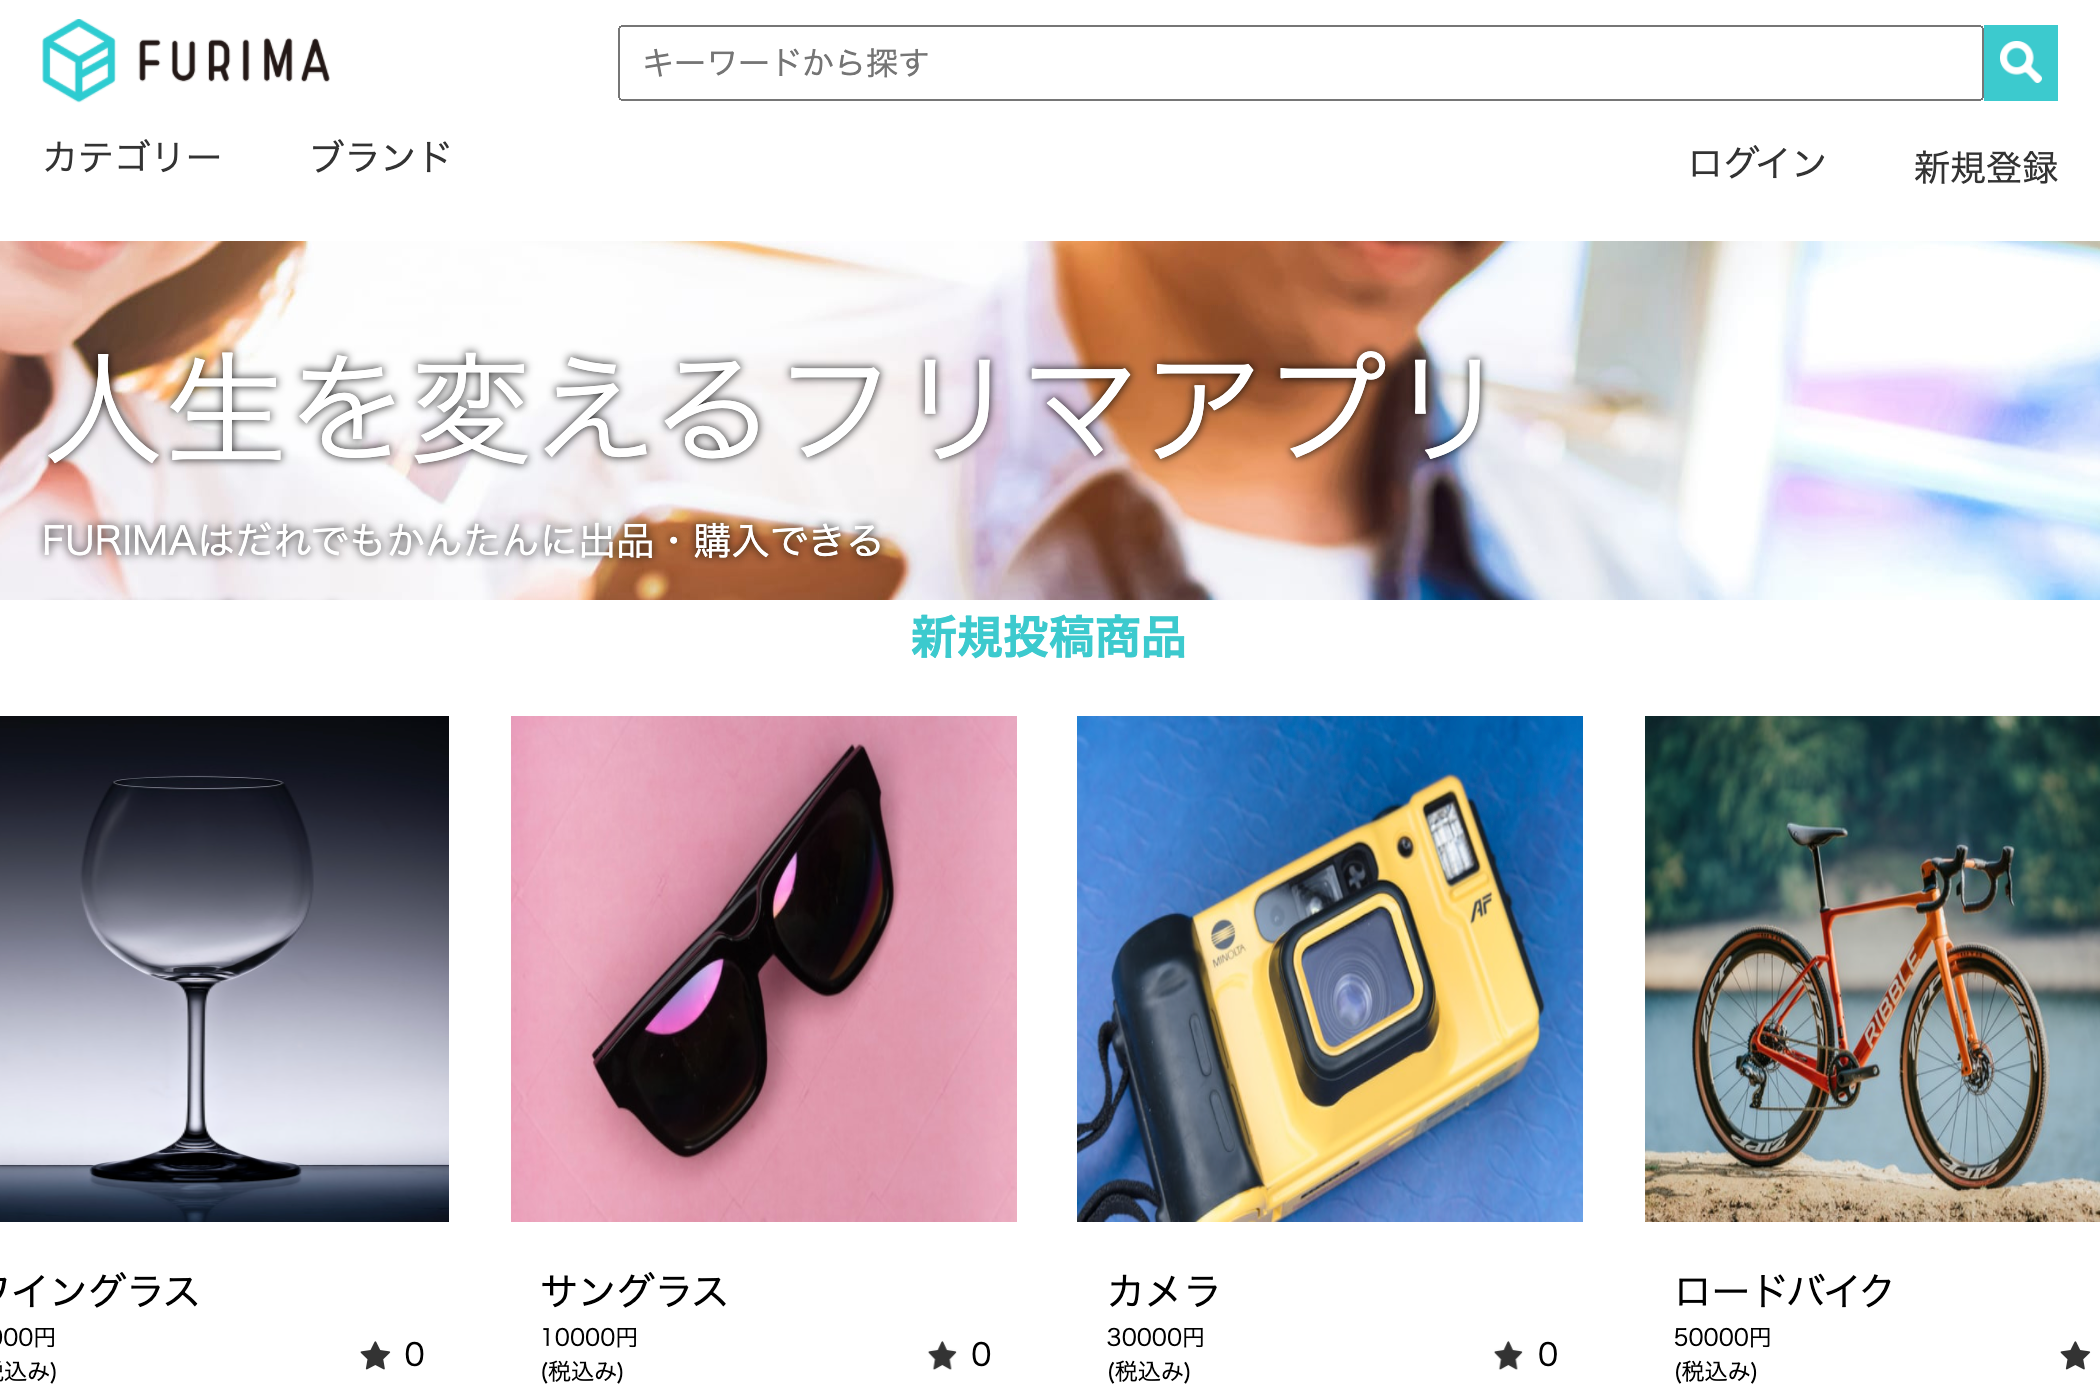 FURIMA
キーワードから探す
カテゴリー ブランド ログイン 新規登録
人生を変えるフリマアプリ
FURIMAはだれでもかんたんに出品・購入できる
新規投稿商品
MINOLTA
AF
RIBBLE
ZIPP
ZIPP
イングラス サングラス カメラ ロードバイク
000円 10000円 30000円 50000円
込み) (税込み) (税込み) (税込み)
0 0 0